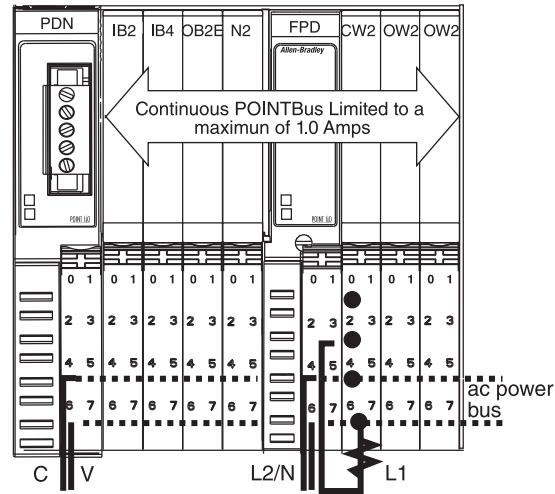 PDN IB2 IB4 OB2E N2 FPD CW2 OW2 OW2
Allen-Bradley
Continuous POINTBus Limited to a
maximun of 1.0 Amps
POINT I/O POINT I/O
0 1 0 1 0 1 0 1 0 1 0 1 0 1 0 1 0 1
2 3 2 3 2 3 2 3 2 3 2 3 2 3 2 3 2 3
4 5 4 5 4 5 4 5 4 5 4 5 4 5 4 5 4 5
ac power
bus
6 7 6 7 6 7 6 7 6 7 6 7 6 7 6 7 6 7
C V L2/N L1